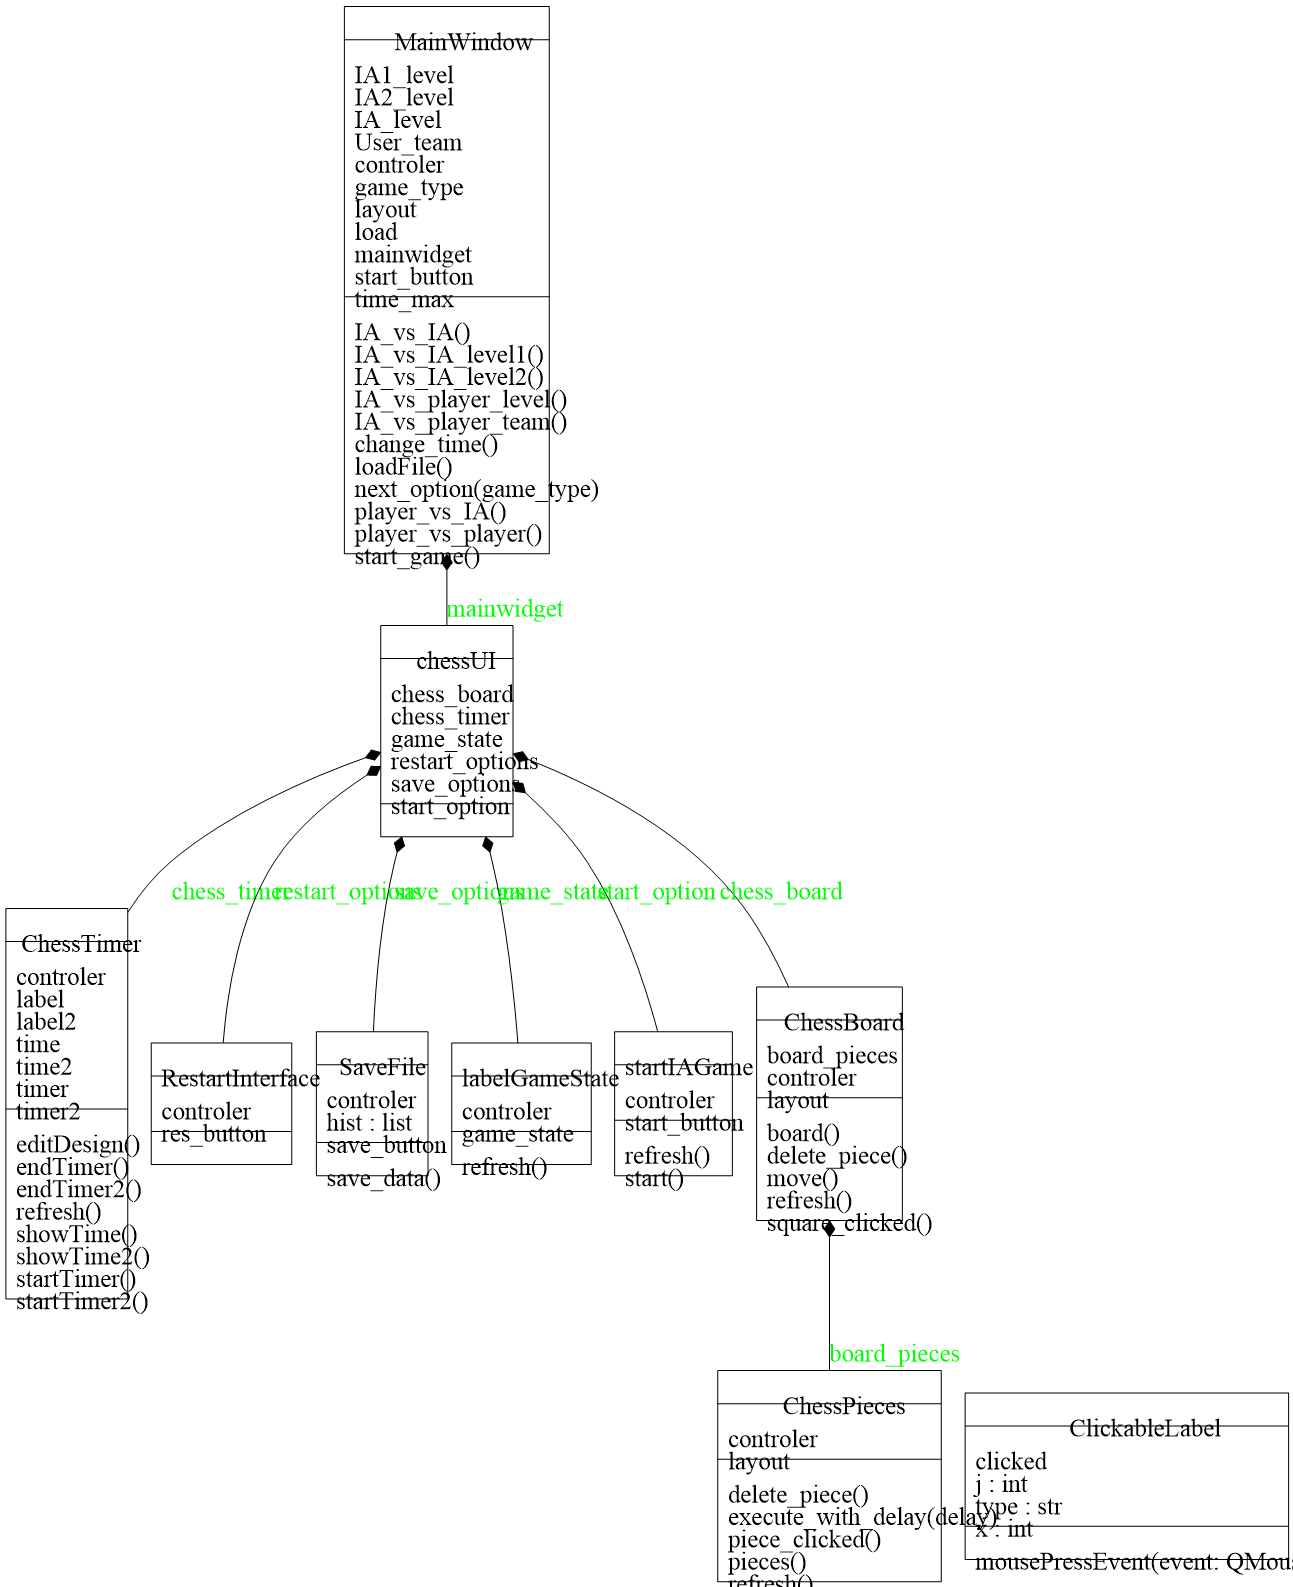 MainWindow
IA1_level
IA2_level
IA_level
User_team
controler
game_type
layout
load
mainwidget
start_button
time_max
IA_vs_IA()
IA_vs_IA_level1()
IA_vs_IA_level2()
IA_vs_player_level()
IA_vs_player_team()
change_time()
loadFile()
next_option(game_type)
player_vs_IA()
player_vs_player()
start_game()
mainwidget
chessUI
chess_board
chess_timer
game_state
restart_options
save_options
start_option
chess_timer
restart_options
save_options
game_state
start_option
chess_board
ChessTimer
controler
label
label2
time
time2
timer
timer2
editDesign()
endTimer()
endTimer2()
refresh()
showTime()
showTime2()
startTimer()
startTimer2()
RestartInterface
controler
res_button
SaveFile
controler
hist : list
save_button
save_data()
labelGameState
controler
game_state
refresh()
startIAGame
controler
start_button
refresh()
start()
ChessBoard
board_pieces
controler
layout
board()
delete_piece()
move()
refresh()
square_clicked()
board_pieces
ChessPieces
controler
layout
delete_piece()
execute_with_delay(delay)
piece_clicked()
pieces()
refresh()
ClickableLabel
clicked
j : int
type : str
x : int
mousePressEvent(event: QMous